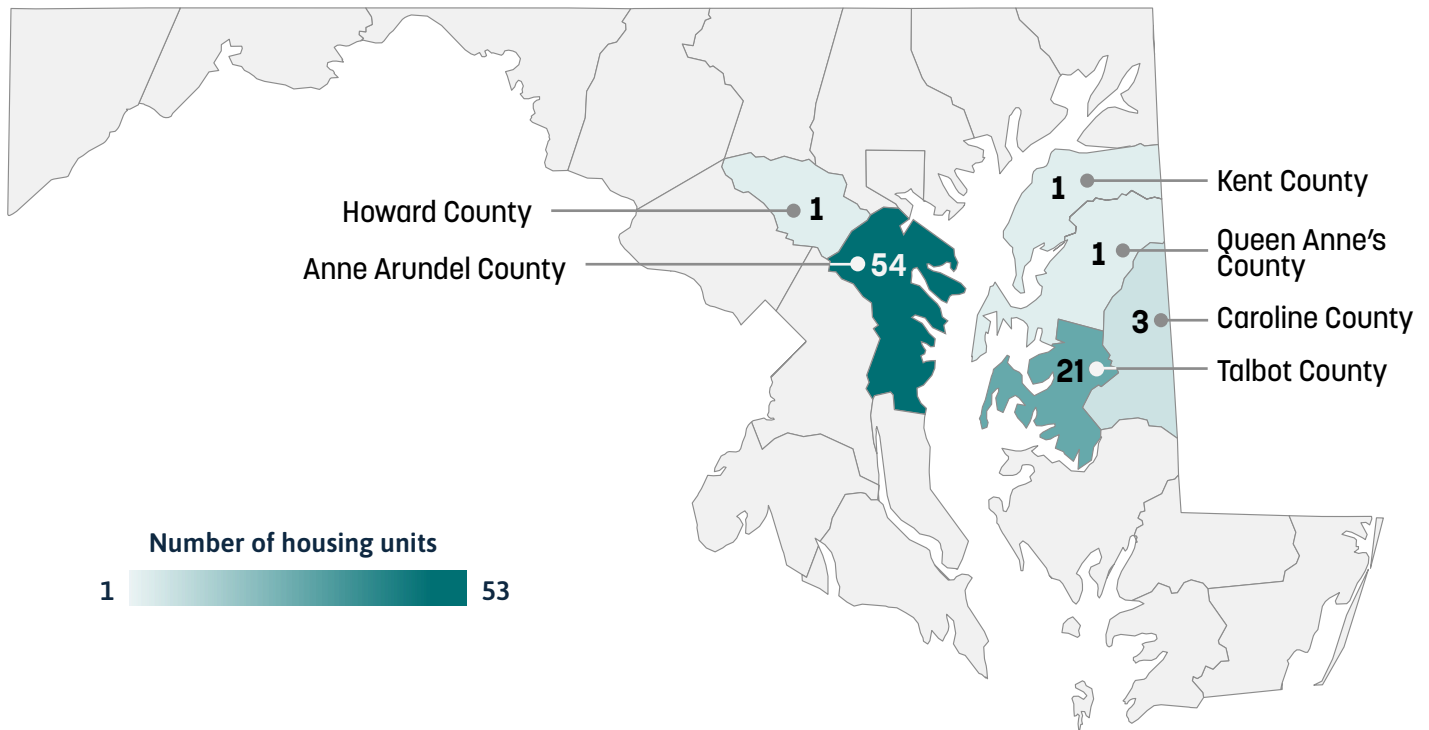 Howard County
1
Anne Arundel County
54
1
Kent County
1
Queen Anne's
County
3
Caroline County
21
Talbot County
Number of housing units
1
53